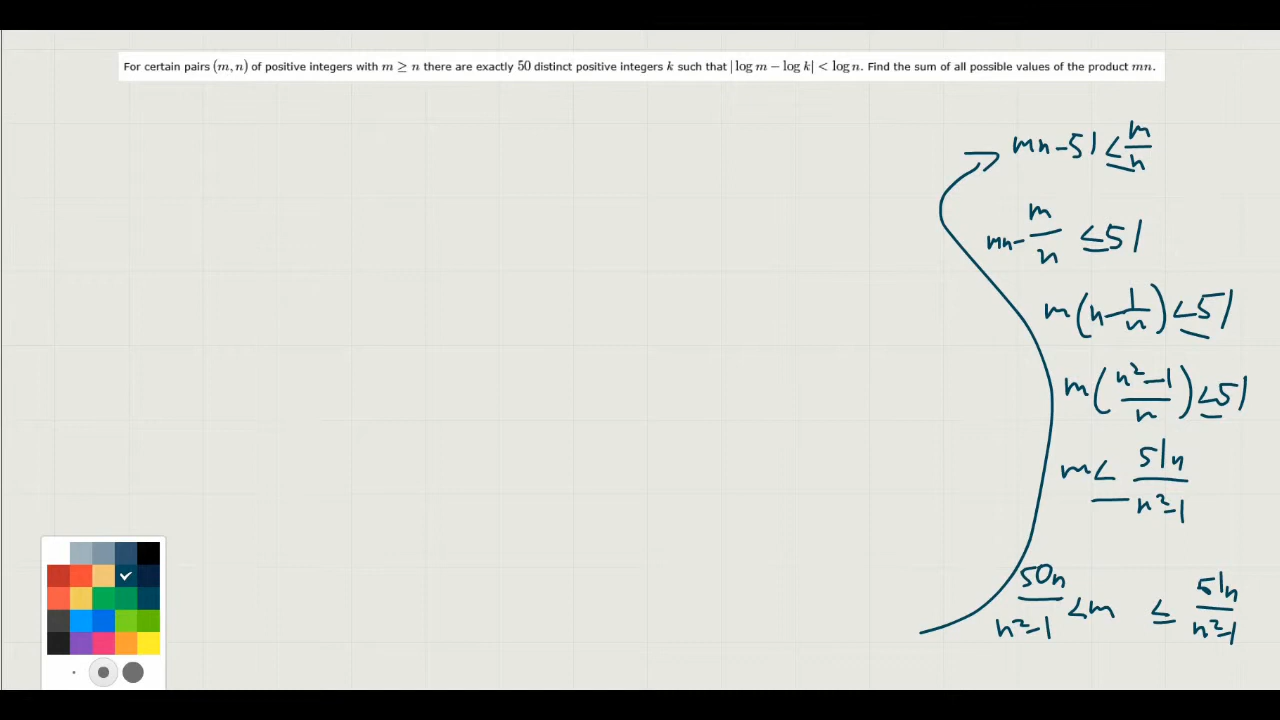 For certain pairs (m, n) of positive integers with m ≥ n there are exactly 50 distinct positive integers k such that |log m − log k| < log n. Find the sum of all possible values of the product mn.
mn-51 ≤ m/n
mn- m/n ≤ 51
m(n - 1/n) ≤ 51
m((n²-1)/n) ≤ 51
m ≤ 51n/(n²-1)
50n/(n²-1) < m ≤ 51n/(n²-1)